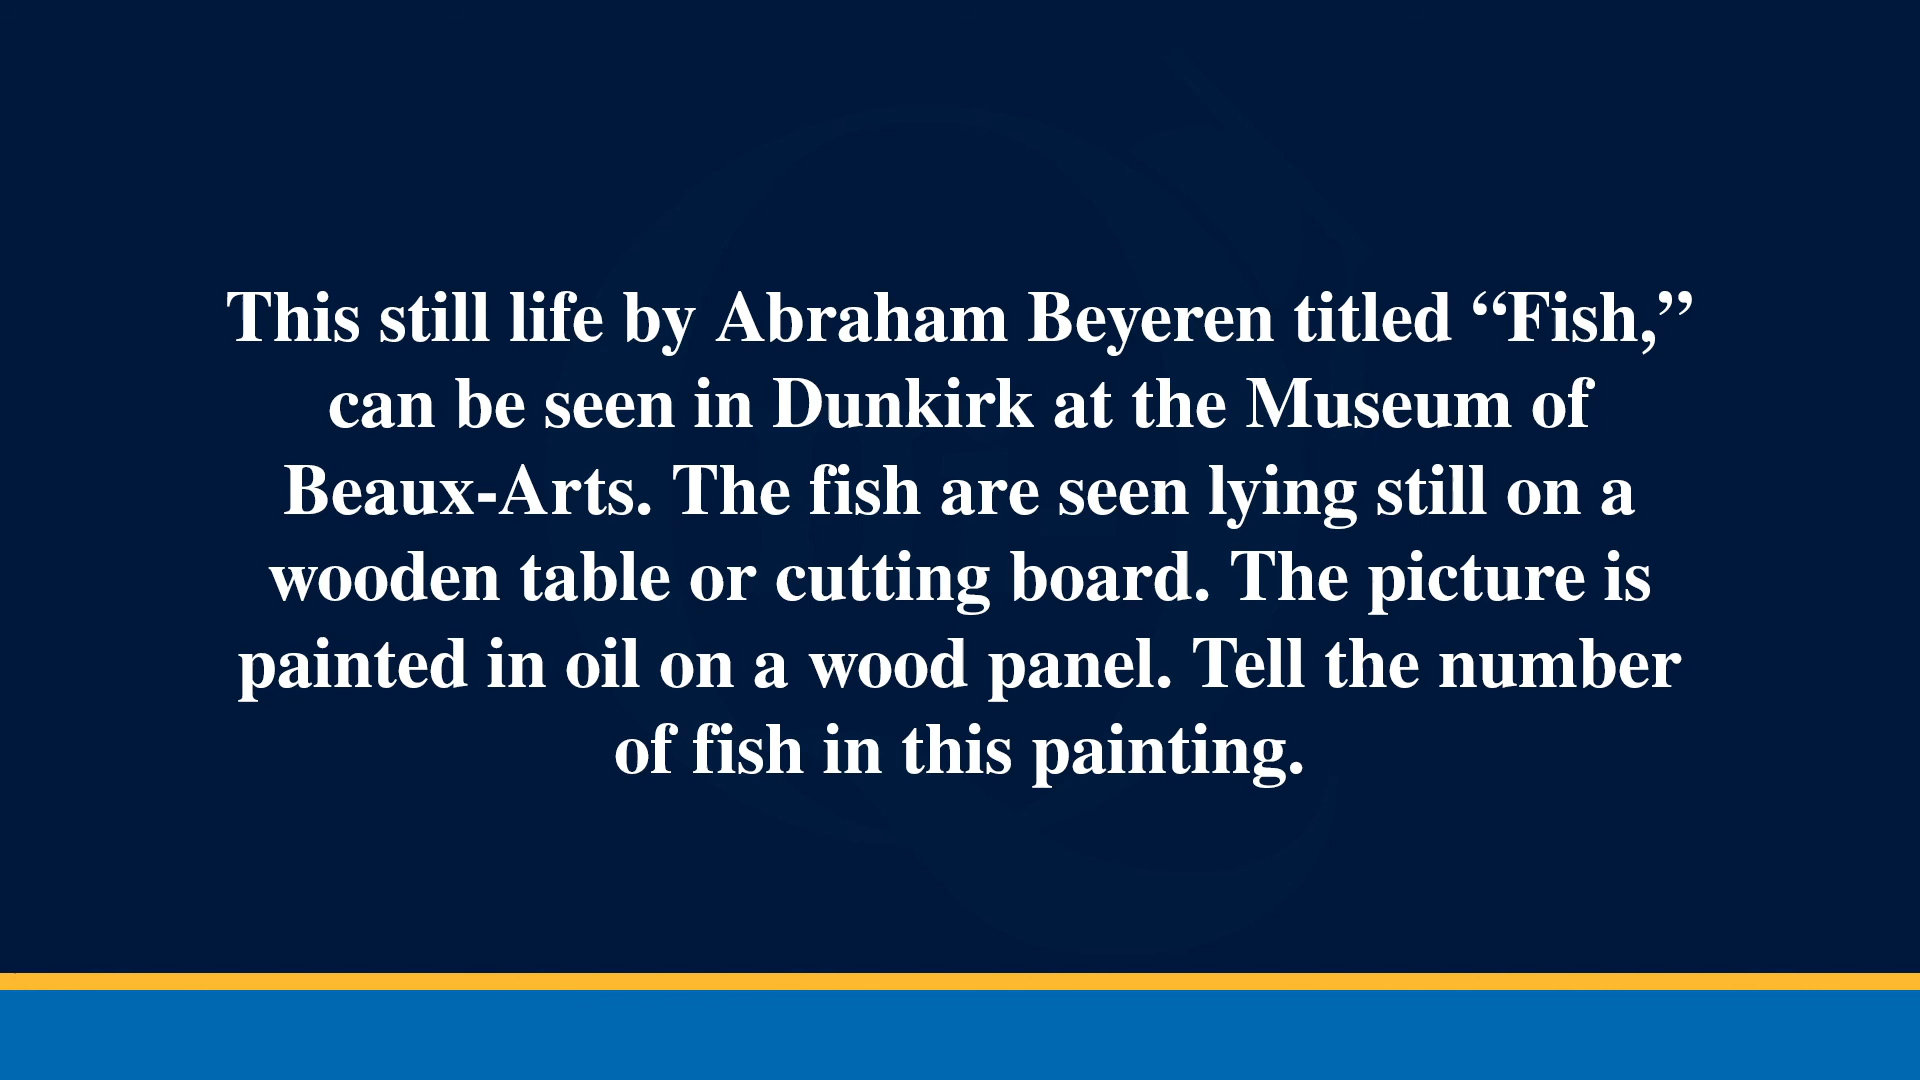 This still life by Abraham Beyeren titled “Fish,”
can be seen in Dunkirk at the Museum of
Beaux-Arts. The fish are seen lying still on a
wooden table or cutting board. The picture is
painted in oil on a wood panel. Tell the number
of fish in this painting.